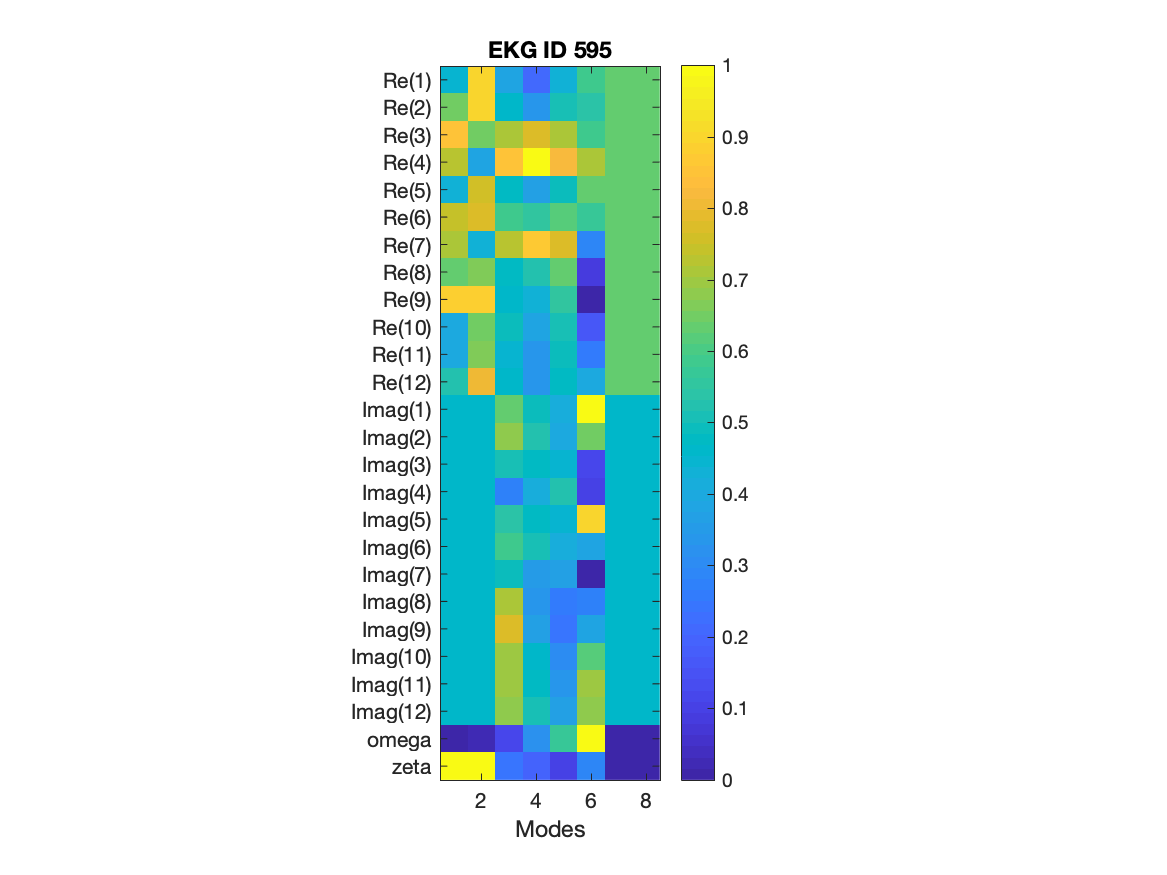 EKG ID 595
Re(1)
Re(2)
Re(3)
Re(4)
Re(5)
Re(6)
Re(7)
Re(8)
Re(9)
Re(10)
Re(11)
Re(12)
Imag(1)
Imag(2)
Imag(3)
Imag(4)
Imag(5)
Imag(6)
Imag(7)
Imag(8)
Imag(9)
Imag(10)
Imag(11)
Imag(12)
omega
zeta
2 4 6 8
Modes
1
0.9
0.8
0.7
0.6
0.5
0.4
0.3
0.2
0.1
0